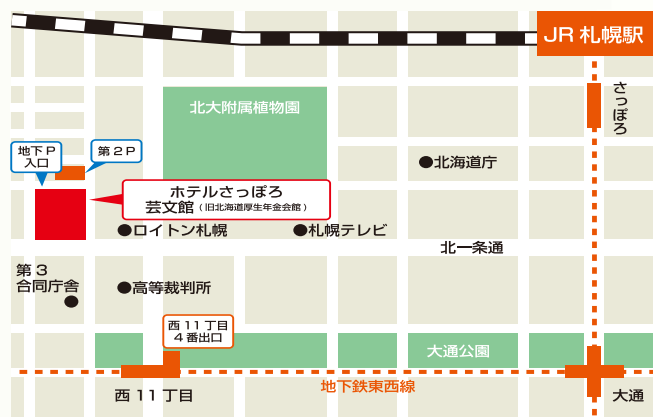 JR 札幌駅
さっぽろ
北大附属植物園
地下P
入口
第2P
北海道庁
ホテルさっぽろ
芸文館(旧北海道厚生年金会館)
ロイトン札幌
札幌テレビ
北一条通
第3
合同庁舎
高等裁判所
西11丁目
4番出口
大通公園
地下鉄東西線
西11丁目
大通